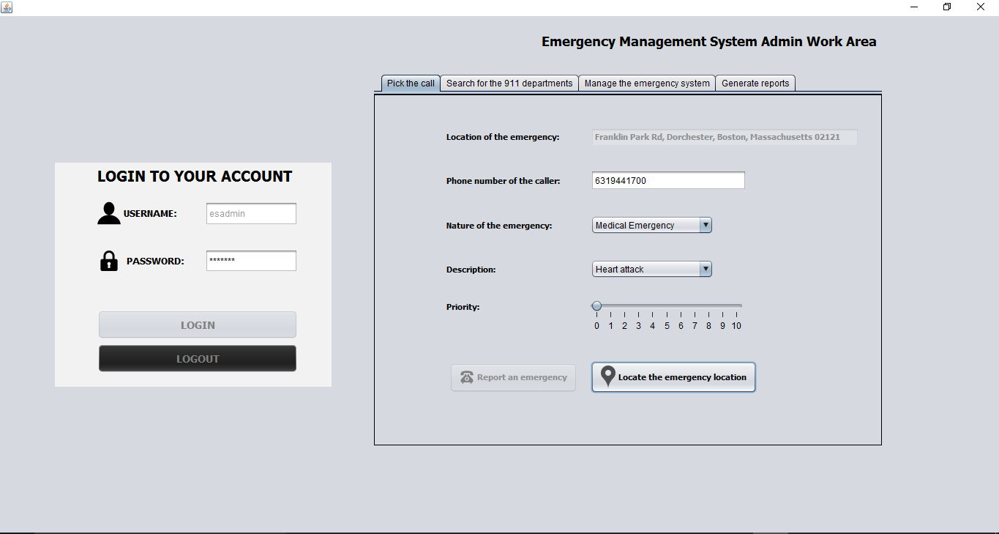 Emergency Management System Admin Work Area
Pick the call Search for the 911 departments Manage the emergency system Generate reports
LOGIN TO YOUR ACCOUNT
USERNAME: esadmin
PASSWORD: *******
LOGIN
LOGOUT
Location of the emergency: Franklin Park Rd, Dorchester, Boston, Massachusetts 02121
Phone number of the caller: 6319441700
Nature of the emergency: Medical Emergency
Description: Heart attack
Priority:
0 1 2 3 4 5 6 7 8 9 10
Report an emergency Locate the emergency location